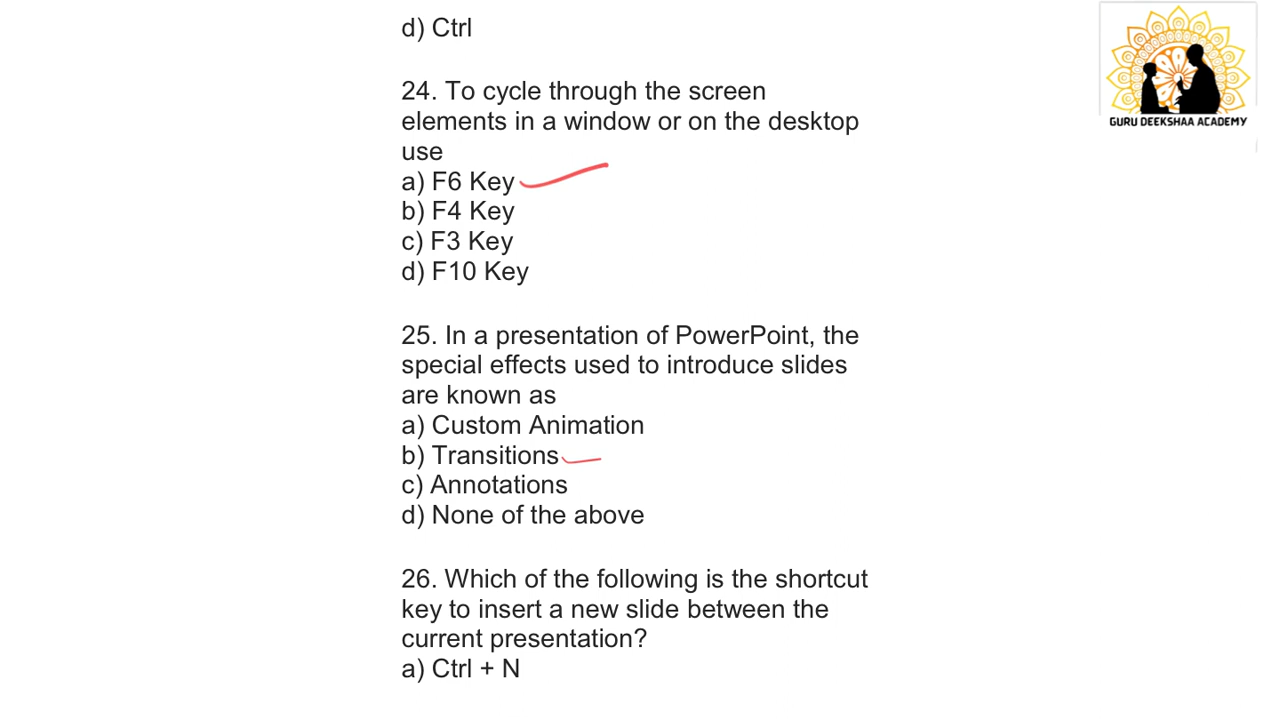 d) Ctrl
GURU DEEKSHAA ACADEMY
24. To cycle through the screen
elements in a window or on the desktop
use
a) F6 Key
b) F4 Key
c) F3 Key
d) F10 Key
25. In a presentation of PowerPoint, the
special effects used to introduce slides
are known as
a) Custom Animation
b) Transitions
c) Annotations
d) None of the above
26. Which of the following is the shortcut
key to insert a new slide between the
current presentation?
a) Ctrl + N